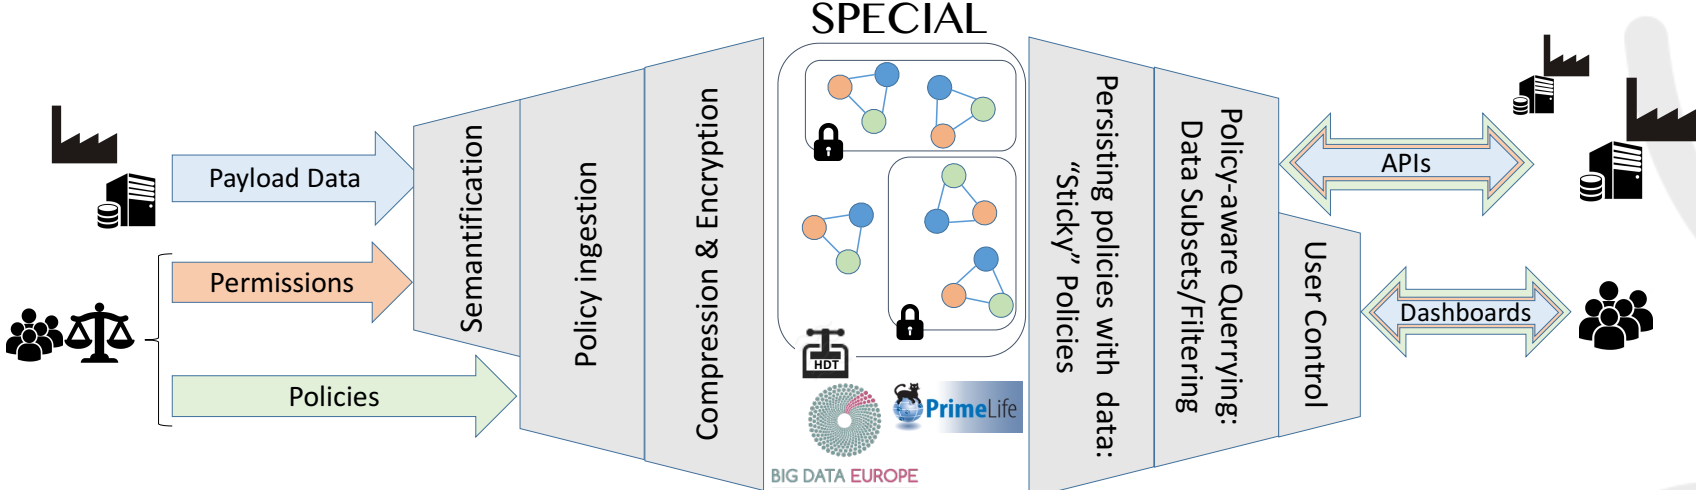 SPECIAL
Payload Data
Permissions
Policies
Semantification
Policy ingestion
Compression & Encryption
HDT
BIG DATA EUROPE
PrimeLife
Persisting policies with data:
“Sticky” Policies
Policy-aware Querrying:
Data Subsets/Filtering
User Control
APIs
Dashboards